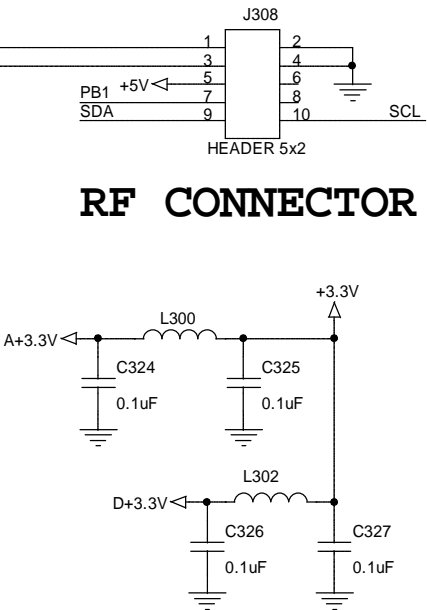 J308
1 2
3 4
+5V 5 6
PB1 7 8
SDA 9 10 SCL
HEADER 5x2
RF CONNECTOR
+3.3V
L300
A+3.3V
C324 C325
0.1uF 0.1uF
L302
D+3.3V
C326 C327
0.1uF 0.1uF